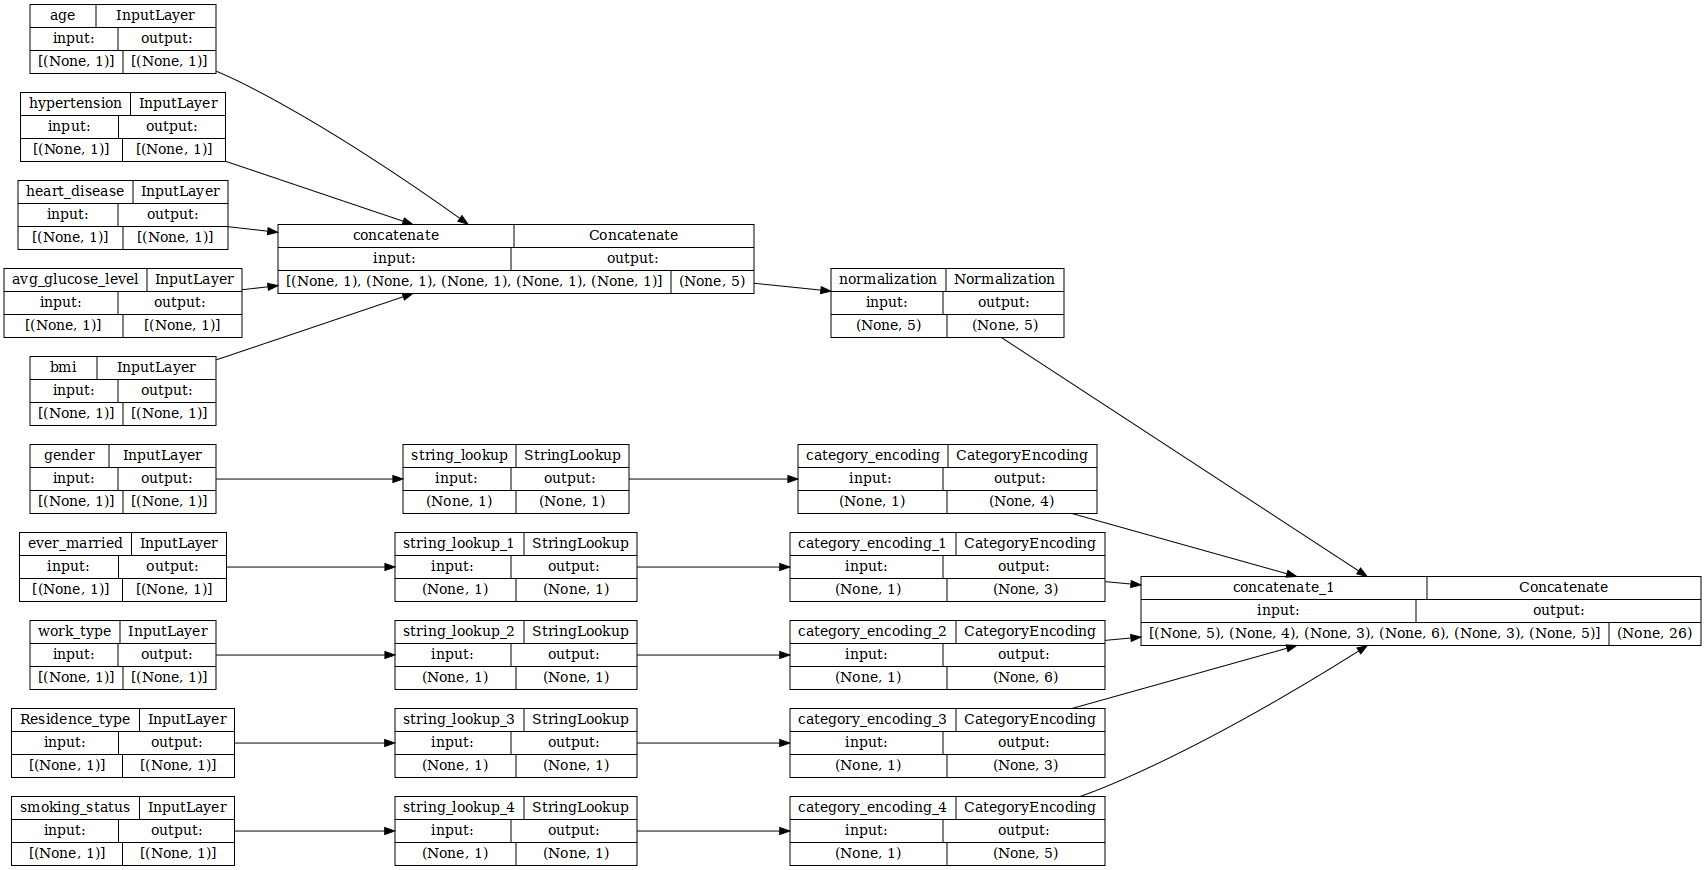 age InputLayer
input: output:
[(None, 1)] [(None, 1)]
hypertension InputLayer
input: output:
[(None, 1)] [(None, 1)]
heart_disease InputLayer
input: output:
[(None, 1)] [(None, 1)]
avg_glucose_level InputLayer
input: output:
[(None, 1)] [(None, 1)]
bmi InputLayer
input: output:
[(None, 1)] [(None, 1)]
concatenate Concatenate
input: output:
[(None, 1), (None, 1), (None, 1), (None, 1), (None, 1)] (None, 5)
normalization Normalization
input: output:
(None, 5) (None, 5)
gender InputLayer
input: output:
[(None, 1)] [(None, 1)]
string_lookup StringLookup
input: output:
(None, 1) (None, 1)
category_encoding CategoryEncoding
input: output:
(None, 1) (None, 4)
ever_married InputLayer
input: output:
[(None, 1)] [(None, 1)]
string_lookup_1 StringLookup
input: output:
(None, 1) (None, 1)
category_encoding_1 CategoryEncoding
input: output:
(None, 1) (None, 3)
work_type InputLayer
input: output:
[(None, 1)] [(None, 1)]
string_lookup_2 StringLookup
input: output:
(None, 1) (None, 1)
category_encoding_2 CategoryEncoding
input: output:
(None, 1) (None, 6)
Residence_type InputLayer
input: output:
[(None, 1)] [(None, 1)]
string_lookup_3 StringLookup
input: output:
(None, 1) (None, 1)
category_encoding_3 CategoryEncoding
input: output:
(None, 1) (None, 3)
smoking_status InputLayer
input: output:
[(None, 1)] [(None, 1)]
string_lookup_4 StringLookup
input: output:
(None, 1) (None, 1)
category_encoding_4 CategoryEncoding
input: output:
(None, 1) (None, 5)
concatenate_1 Concatenate
input: output:
[(None, 5), (None, 4), (None, 3), (None, 6), (None, 3), (None, 5)] (None, 26)